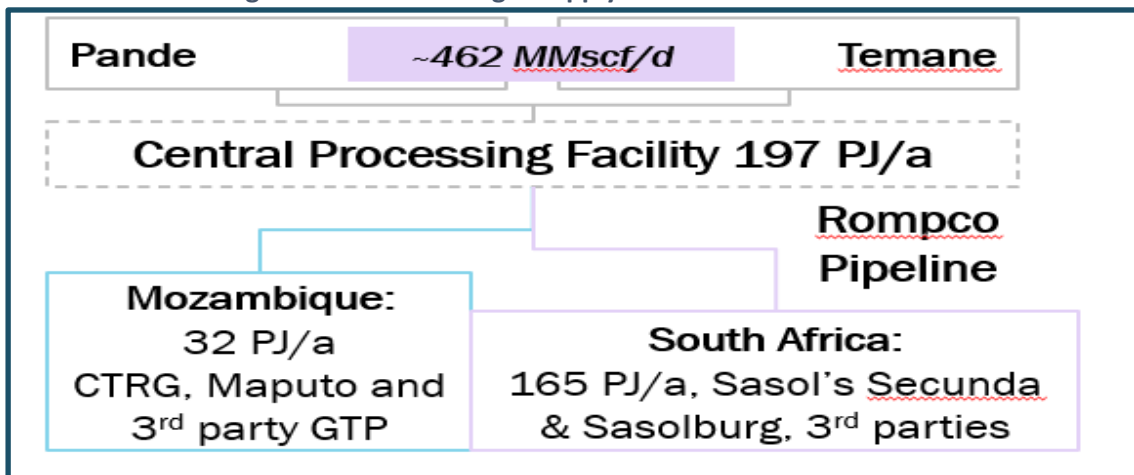 Pande
~462 MMscf/d
Temane
Central Processing Facility 197 PJ/a
Rompco
Pipeline
Mozambique:
32 PJ/a
CTRG, Maputo and
3rd party GTP
South Africa:
165 PJ/a, Sasol's Secunda
& Sasolburg, 3rd parties